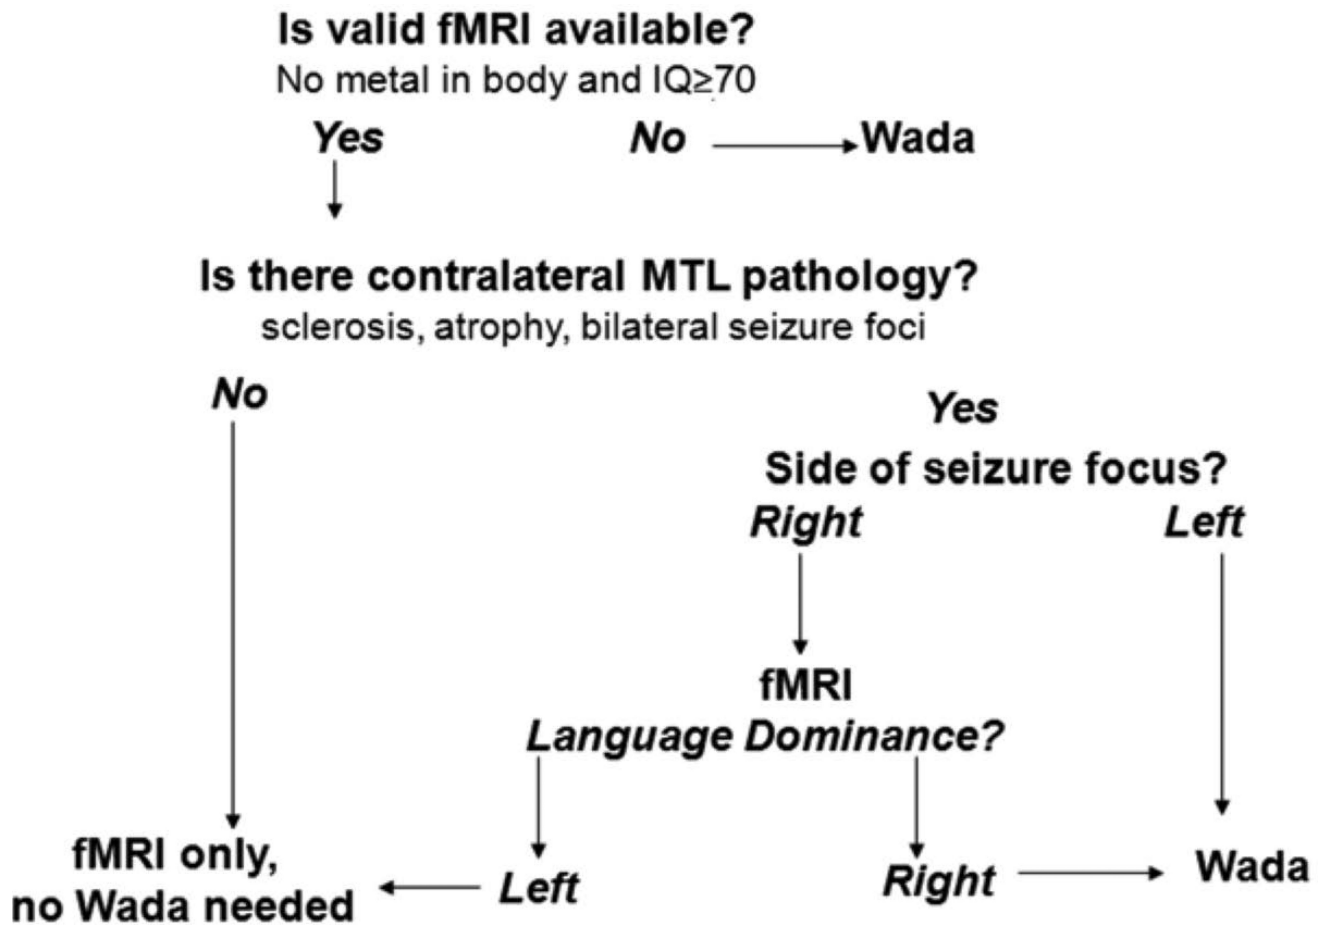 Is valid fMRI available?
No metal in body and IQ≥70
Yes
No
Wada
Is there contralateral MTL pathology?
sclerosis, atrophy, bilateral seizure foci
No
Yes
Side of seizure focus?
Right
Left
fMRI
Language Dominance?
fMRI only,
no Wada needed
Left
Right
Wada